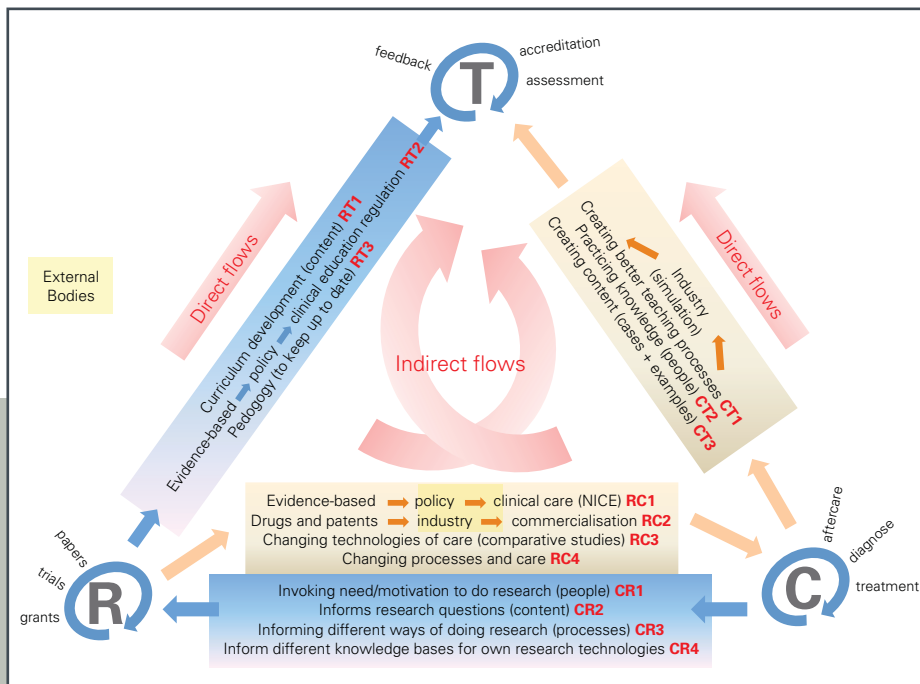 feedback
T
accreditation
assessment
Direct flows
Curriculum development (content) RT1
Evidence-based policy clinical education regulation RT2
Pedogogy (to keep up to date) RT3
External
Bodies
Indirect flows
Direct flows
Industry
(simulation)
Creating better teaching processes CT1
Practicing knowledge (people) CT2
Creating content (cases + examples) CT3
Evidence-based policy clinical care (NICE) RC1
Drugs and patents industry commercialisation RC2
Changing technologies of care (comparative studies) RC3
Changing processes and care RC4
papers
trials
grants
R
Invoking need/motivation to do research (people) CR1
Informs research questions (content) CR2
Informing different ways of doing research (processes) CR3
Inform different knowledge bases for own research technologies CR4
C
aftercare
diagnose
treatment